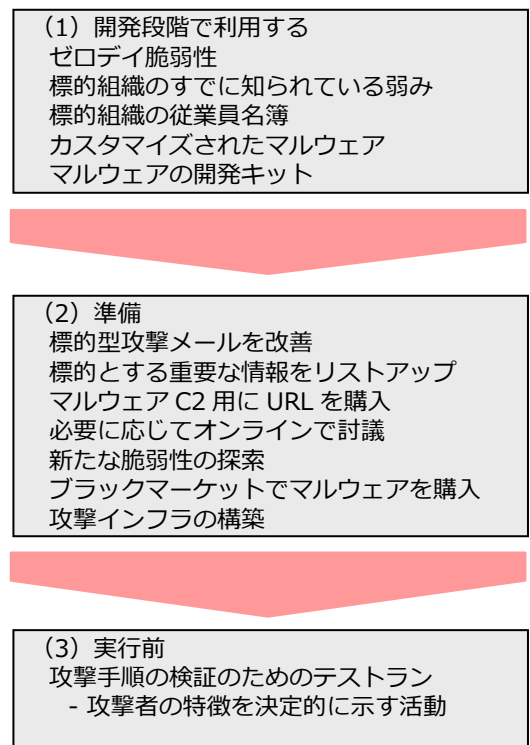 （1）開発段階で利用する
ゼロデイ脆弱性
標的組織のすでに知られている弱み
標的組織の従業員名簿
カスタマイズされたマルウェア
マルウェアの開発キット
（2）準備
標的型攻撃メールを改善
標的とする重要な情報をリストアップ
マルウェア C2 用に URL を購入
必要に応じてオンラインで討議
新たな脆弱性の探索
ブラックマーケットでマルウェアを購入
攻撃インフラの構築
（3）実行前
攻撃手順の検証のためのテストラン
- 攻撃者の特徴を決定的に示す活動